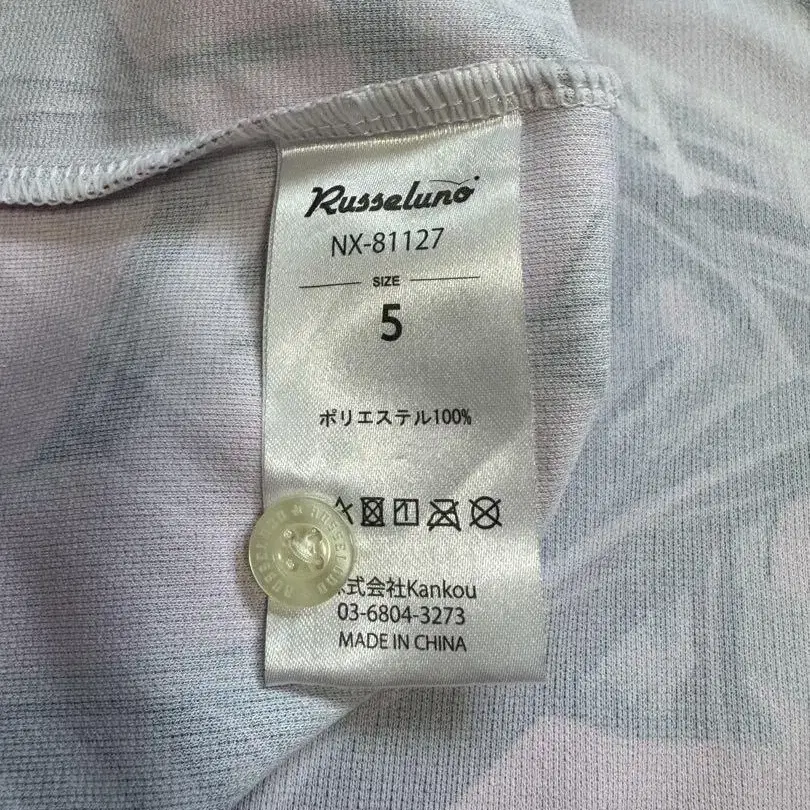 Russeluno
NX-81127
SIZE
5
ポリエステル100%
式会社Kankou
03-6804-3273
MADE IN CHINA